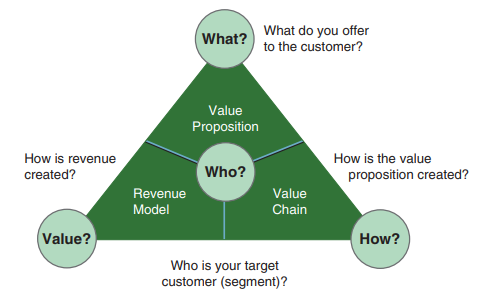 What?
What do you offer
to the customer?
Value
Proposition
How is revenue
created?
Who?
How is the value
proposition created?
Revenue
Model
Value
Chain
Value?
How?
Who is your target
customer (segment)?